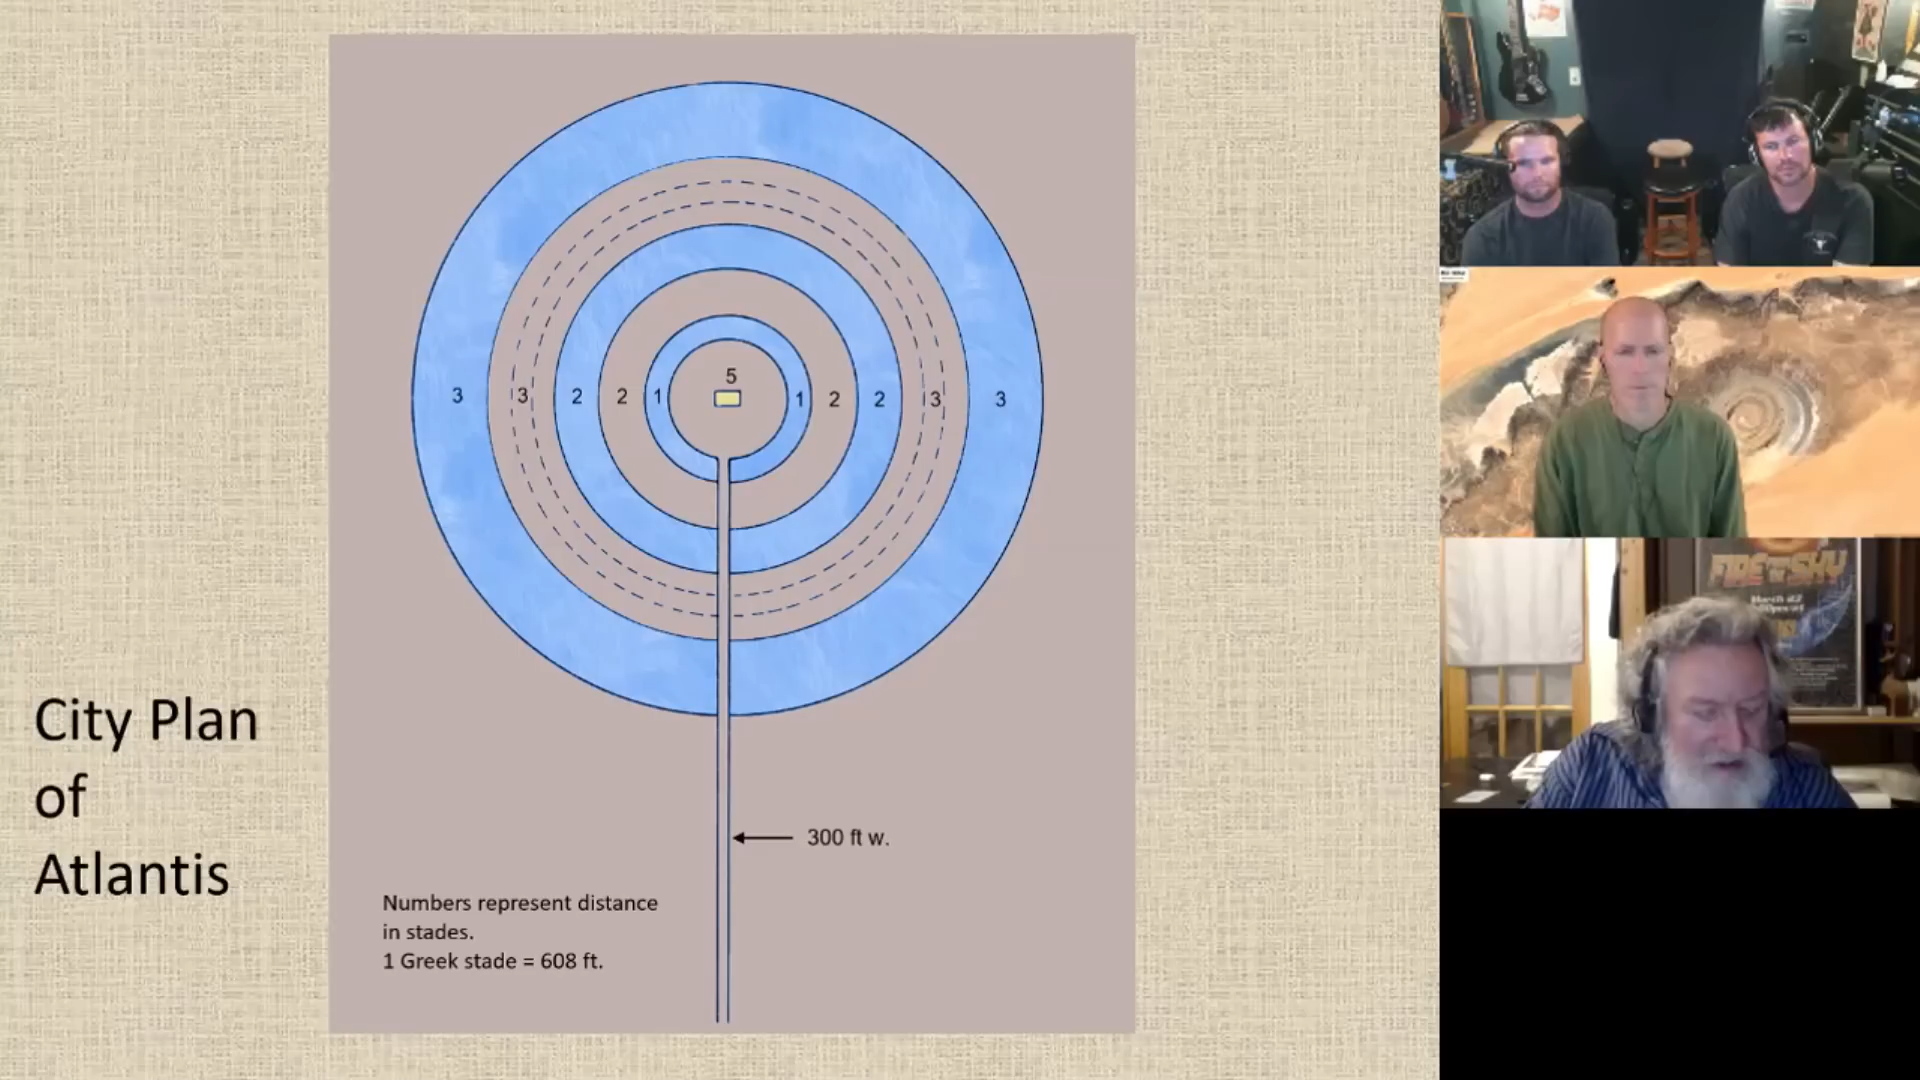 5
3
3
2
2
1
1
2
2
3
3
300 ft w.
City Plan
of
Atlantis
Numbers represent distance
in stades.
1 Greek stade = 608 ft.
March